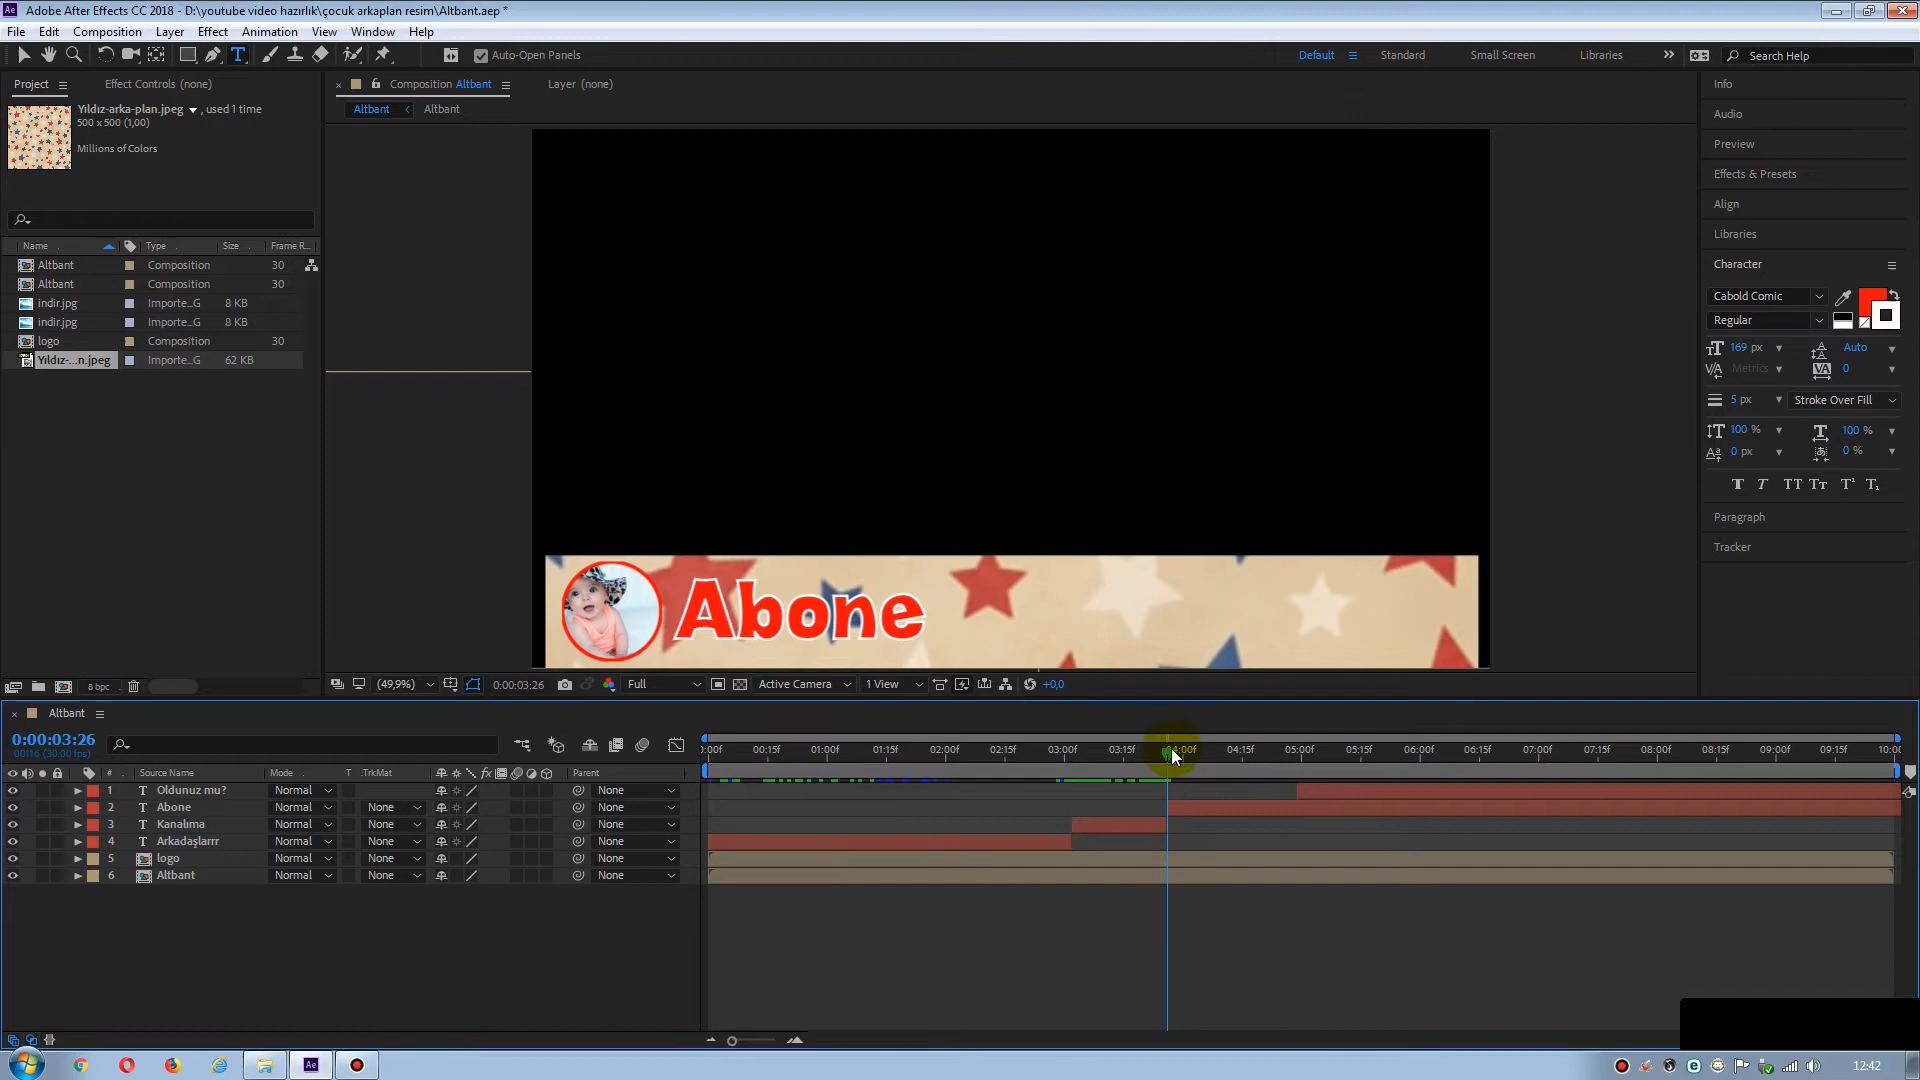 Adobe After Effects CC 2018 - D:\youtube video hazırlık\çocuk arkaplan resim\Altbant.aep *
File Edit Composition Layer Effect Animation View Window Help
Auto-Open Panels Default Standard Small Screen Libraries Search Help
Project Effect Controls (none) Composition Altbant Layer (none) Info
Yıldız-arka-plan.jpeg , used 1 time Altbant Altbant
500 x 500 (1,00)
Millions of Colors
Audio
Preview
Effects & Presets
Align
Libraries
Character
Cabold Comic
Regular
169 px Auto
Metrics 0
5 px Stroke Over Fill
100 % 100 %
0 px 0 %
T T TT Tт T¹ T₁
Paragraph
Tracker
Name Type Size Frame R...
Altbant Composition 30
Altbant Composition 30
indir.jpg Importe...G 8 KB
indir.jpg Importe...G 8 KB
logo Composition 30
Yıldız-...n.jpeg Importe...G 62 KB
Abone
8 bpc (49,9%) 0:00:03:26 Full Active Camera 1 View +0,0
Altbant
0:00:03:26
00116 (30.00 fps)
0:00f 00:15f 01:00f 01:15f 02:00f 02:15f 03:00f 03:15f 04:00f 04:15f 05:00f 05:15f 06:00f 06:15f 07:00f 07:15f 08:00f 08:15f 09:00f 09:15f 10:00
# Source Name Mode T .TrkMat Parent
1 T Oldunuz mu? Normal None
2 T Abone Normal None None
3 T Kanalıma Normal None None
4 T Arkadaşlarrr Normal None None
5 logo Normal None None
6 Altbant Normal None None
12:42